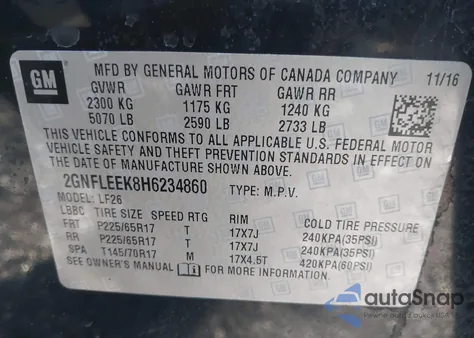 GM
MFD BY GENERAL MOTORS OF CANADA COMPANY 11/16
GVWR GAWR FRT GAWR RR
2300 KG 1175 KG 1240 KG
5070 LB 2590 LB 2733 LB
THIS VEHICLE CONFORMS TO ALL APPLICABLE U.S. FEDERAL MOTOR
VEHICLE SAFETY AND THEFT PREVENTION STANDARDS IN EFFECT ON
THE DATE OF MANUFACTURE SHOWN ABOVE.
2GNFLEEK8H6234860 TYPE: M.P.V.
MODEL: LF26
LBBC TIRE SIZE SPEED RTG RIM COLD TIRE PRESSURE
FRT P225/65R17 T 17X7J 240KPA(35PSI)
RR P225/65R17 T 17X7J 240KPA(35PSI)
SPA T145/70R17 M 17X4.5T 420KPA(60PSI)
SEE OWNER'S MANUAL FOR MORE INFORMATION.
autoSnap